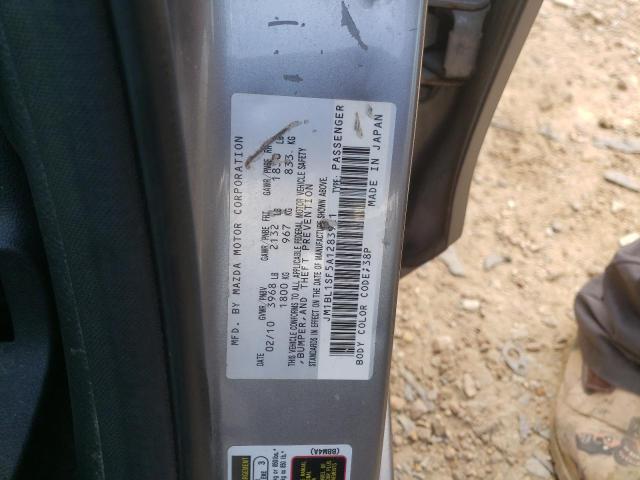 MFD. BY MAZDA MOTOR CORPORATION
DATE GVWR/PNBV GAWR/PNBE FRT GAWR/PNBE RR
02/10 3968 LB 2132 LB LB
1800 KG 967 KG 833 KG
THIS VEHICLE CONFORMS TO ALL APPLICABLE FEDERAL MOTOR VEHICLE SAFETY
,BUMPER,AND THEFT PREVENTION
STANDARDS IN EFFECT ON THE DATE OF MANUFACTURE SHOWN ABOVE.
TYPE: PASSENGER
BODY COLOR CODE:38P MADE IN JAPAN
(BBM4A)